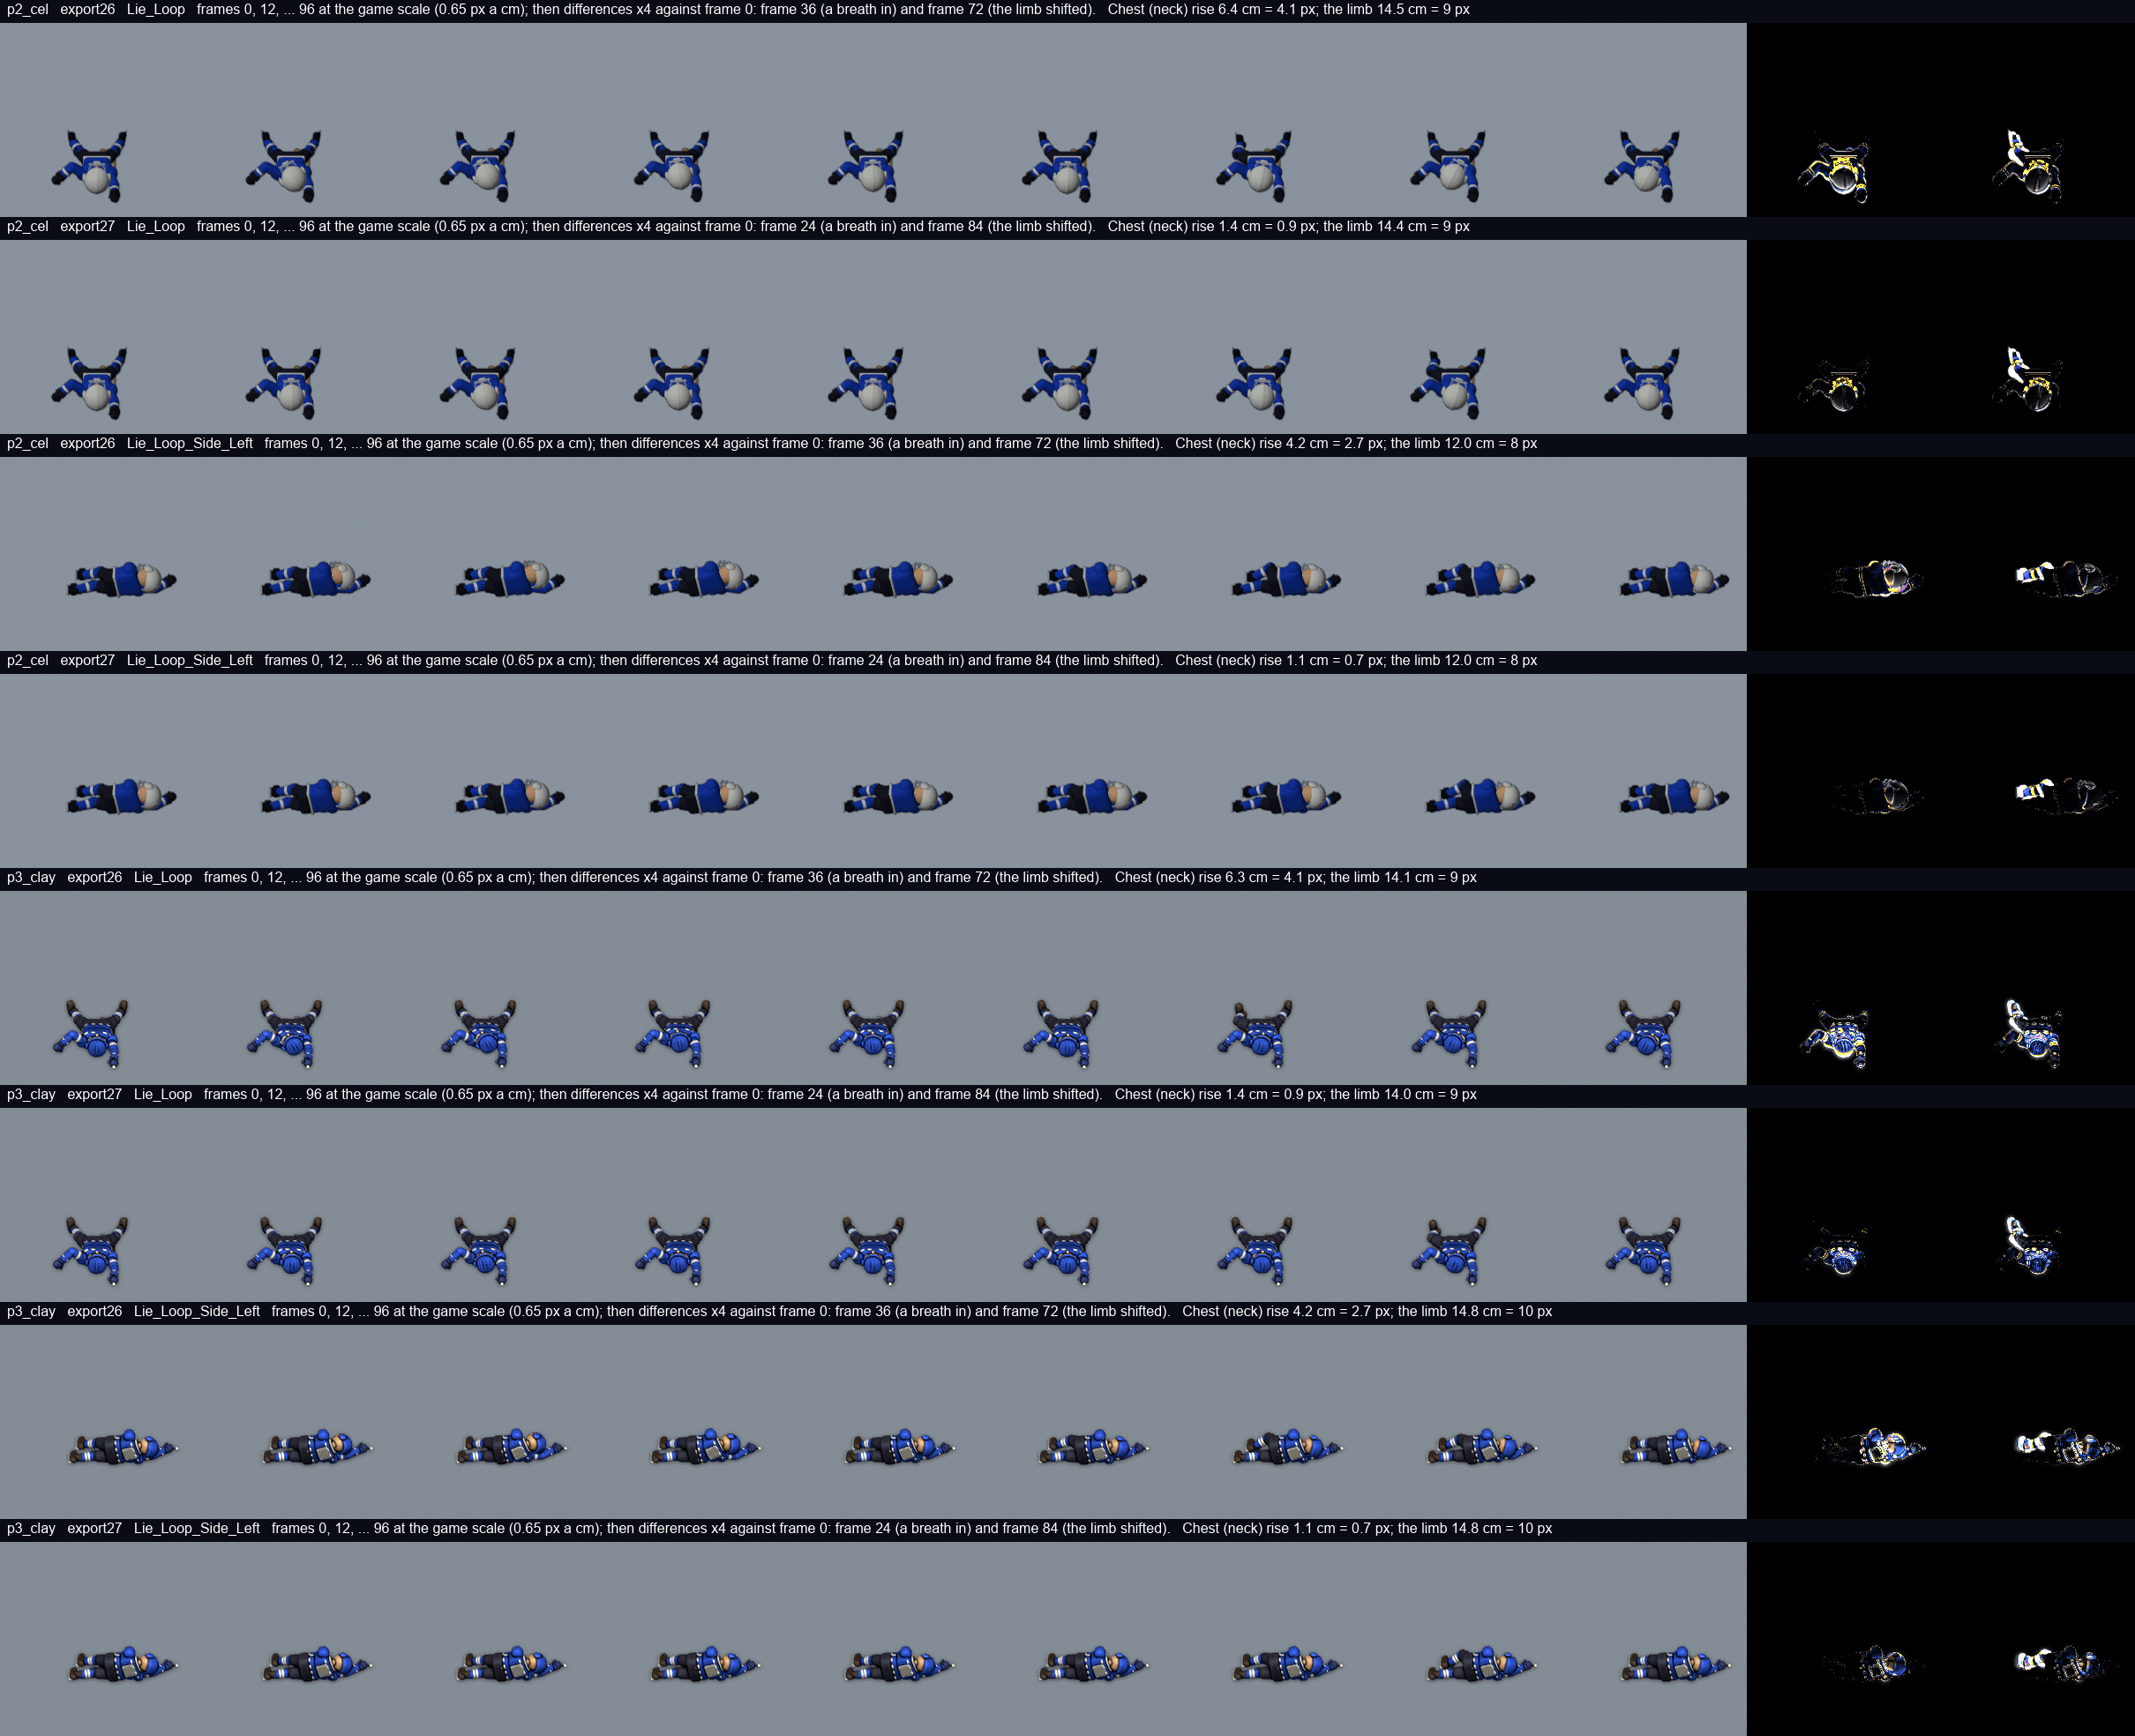 p2_cel export26 Lie_Loop frames 0, 12, ... 96 at the game scale (0.65 px a cm); then differences x4 against frame 0: frame 36 (a breath in) and frame 72 (the limb shifted). Chest (neck) rise 6.4 cm = 4.1 px; the limb 14.5 cm = 9 px
p2_cel export27 Lie_Loop frames 0, 12, ... 96 at the game scale (0.65 px a cm); then differences x4 against frame 0: frame 24 (a breath in) and frame 84 (the limb shifted). Chest (neck) rise 1.4 cm = 0.9 px; the limb 14.4 cm = 9 px
p2_cel export26 Lie_Loop_Side_Left frames 0, 12, ... 96 at the game scale (0.65 px a cm); then differences x4 against frame 0: frame 36 (a breath in) and frame 72 (the limb shifted). Chest (neck) rise 4.2 cm = 2.7 px; the limb 12.0 cm = 8 px
p2_cel export27 Lie_Loop_Side_Left frames 0, 12, ... 96 at the game scale (0.65 px a cm); then differences x4 against frame 0: frame 24 (a breath in) and frame 84 (the limb shifted). Chest (neck) rise 1.1 cm = 0.7 px; the limb 12.0 cm = 8 px
p3_clay export26 Lie_Loop frames 0, 12, ... 96 at the game scale (0.65 px a cm); then differences x4 against frame 0: frame 36 (a breath in) and frame 72 (the limb shifted). Chest (neck) rise 6.3 cm = 4.1 px; the limb 14.1 cm = 9 px
p3_clay export27 Lie_Loop frames 0, 12, ... 96 at the game scale (0.65 px a cm); then differences x4 against frame 0: frame 24 (a breath in) and frame 84 (the limb shifted). Chest (neck) rise 1.4 cm = 0.9 px; the limb 14.0 cm = 9 px
p3_clay export26 Lie_Loop_Side_Left frames 0, 12, ... 96 at the game scale (0.65 px a cm); then differences x4 against frame 0: frame 36 (a breath in) and frame 72 (the limb shifted). Chest (neck) rise 4.2 cm = 2.7 px; the limb 14.8 cm = 10 px
p3_clay export27 Lie_Loop_Side_Left frames 0, 12, ... 96 at the game scale (0.65 px a cm); then differences x4 against frame 0: frame 24 (a breath in) and frame 84 (the limb shifted). Chest (neck) rise 1.1 cm = 0.7 px; the limb 14.8 cm = 10 px